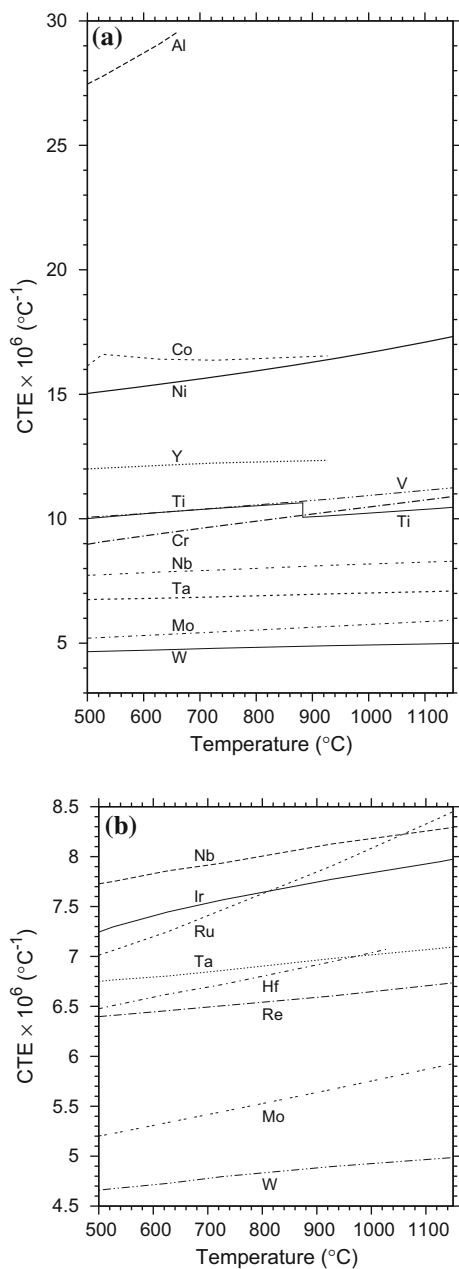 (a)
Al
Co
Ni
Y
Ti
V
Cr
Ti
Nb
Ta
Mo
W
30
25
20
15
10
5
CTE × 10⁶ (°C⁻¹)
500 600 700 800 900 1000 1100
Temperature (°C)
(b)
Nb
Ir
Ru
Ta
Hf
Re
Mo
W
8.5
8
7.5
7
6.5
6
5.5
5
4.5
CTE × 10⁶ (°C⁻¹)
500 600 700 800 900 1000 1100
Temperature (°C)